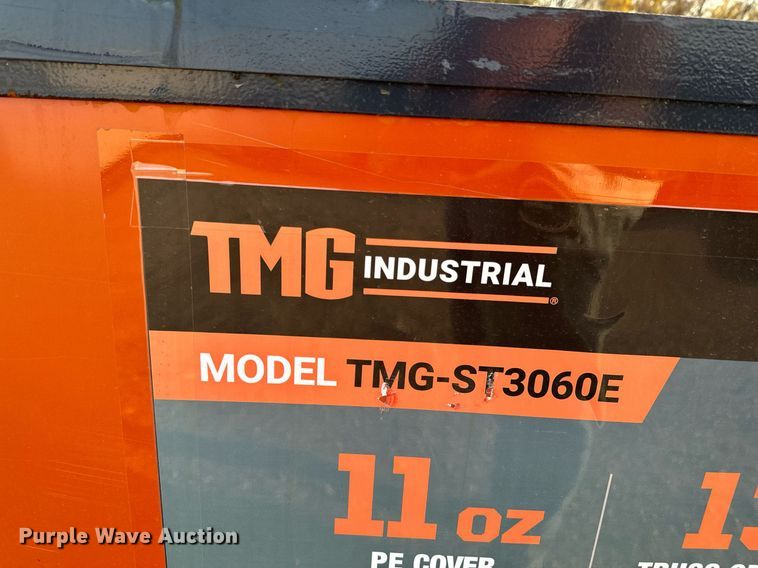 TMG INDUSTRIAL®
MODEL TMG-ST3060E
11 OZ
PE COVER
Purple Wave Auction